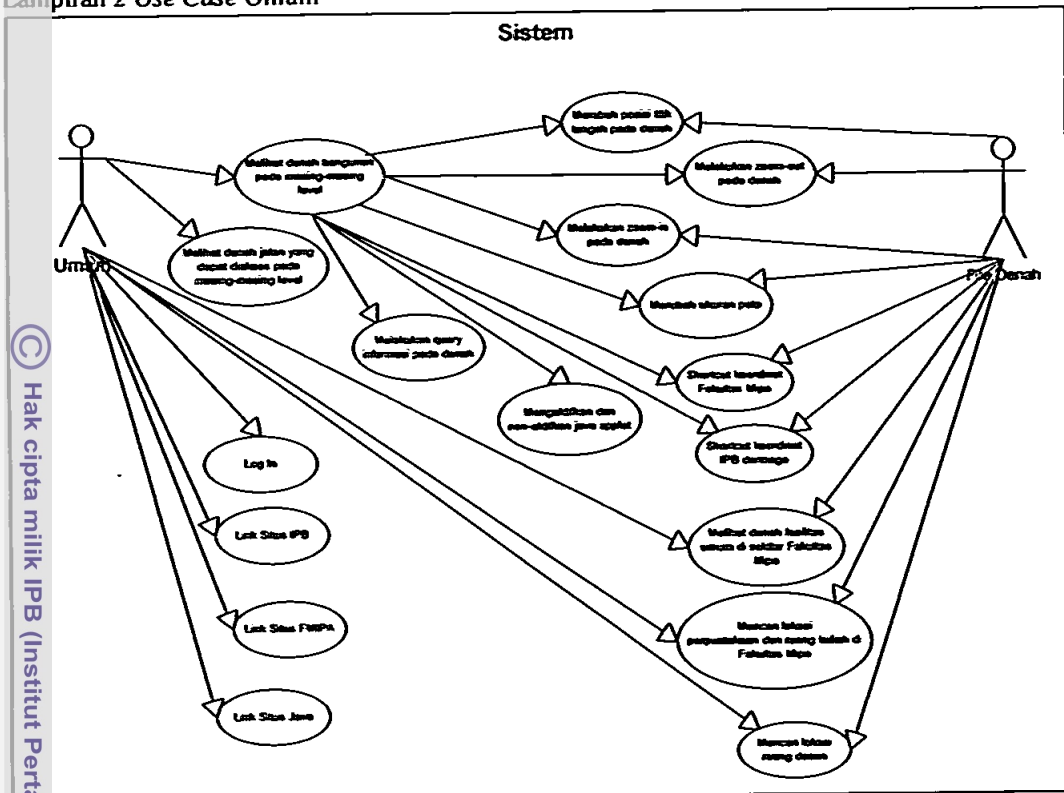 Lampiran 2 Use Case Umum
Sistem
Merubah posisi titik
tengah pada denah
Melihat denah bangunan
pada masing-masing
level
Melakukan zoom-out
pada denah
Umum
Melihat denah jalan yang
dapat diakses pada
masing-masing level
Melakukan zoom-in
pada denah
Denah
Merubah ukuran peta
Melakukan query
informasi pada denah
Shortcut koordinat
Fakultas Mipa
Mengaktifkan dan
non-aktifkan java applet
Shortcut koordinat
IPB darmaga
Log In
Link Situs IPB
Melihat denah fasilitas
umum di sekitar Fakultas
Mipa
Link Situs FMIPA
Mencari lokasi
perpustakaan dan ruang kuliah di
Fakultas Mipa
Link Situs Java
Mencari lokasi
ruang dosen
© Hak cipta milik IPB (Institut Perta